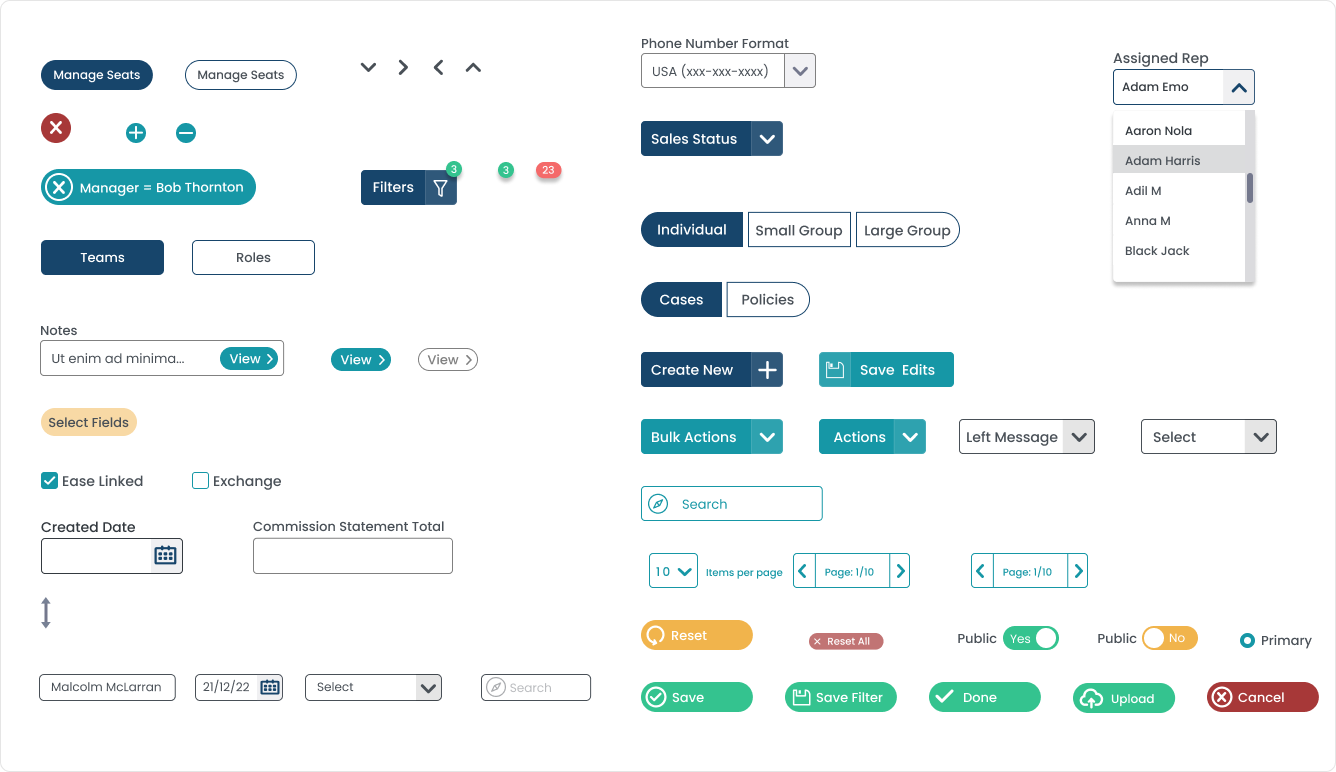 Manage Seats
Manage Seats
Manager = Bob Thornton
Filters
3
3
23
Teams
Roles
Notes
Ut enim ad minima...
View
View
View
Select Fields
Ease Linked
Exchange
Created Date
Commission Statement Total
Malcolm McLarran
21/12/22
Select
Search
Phone Number Format
USA (xxx-xxx-xxxx)
Sales Status
Individual
Small Group
Large Group
Cases
Policies
Create New
Save Edits
Bulk Actions
Actions
Left Message
Select
Search
10
Items per page
Page: 1/10
Page: 1/10
Reset
Reset All
Public
Yes
Public
No
Primary
Save
Save Filter
Done
Upload
Cancel
Assigned Rep
Adam Emo
Aaron Nola
Adam Harris
Adil M
Anna M
Black Jack